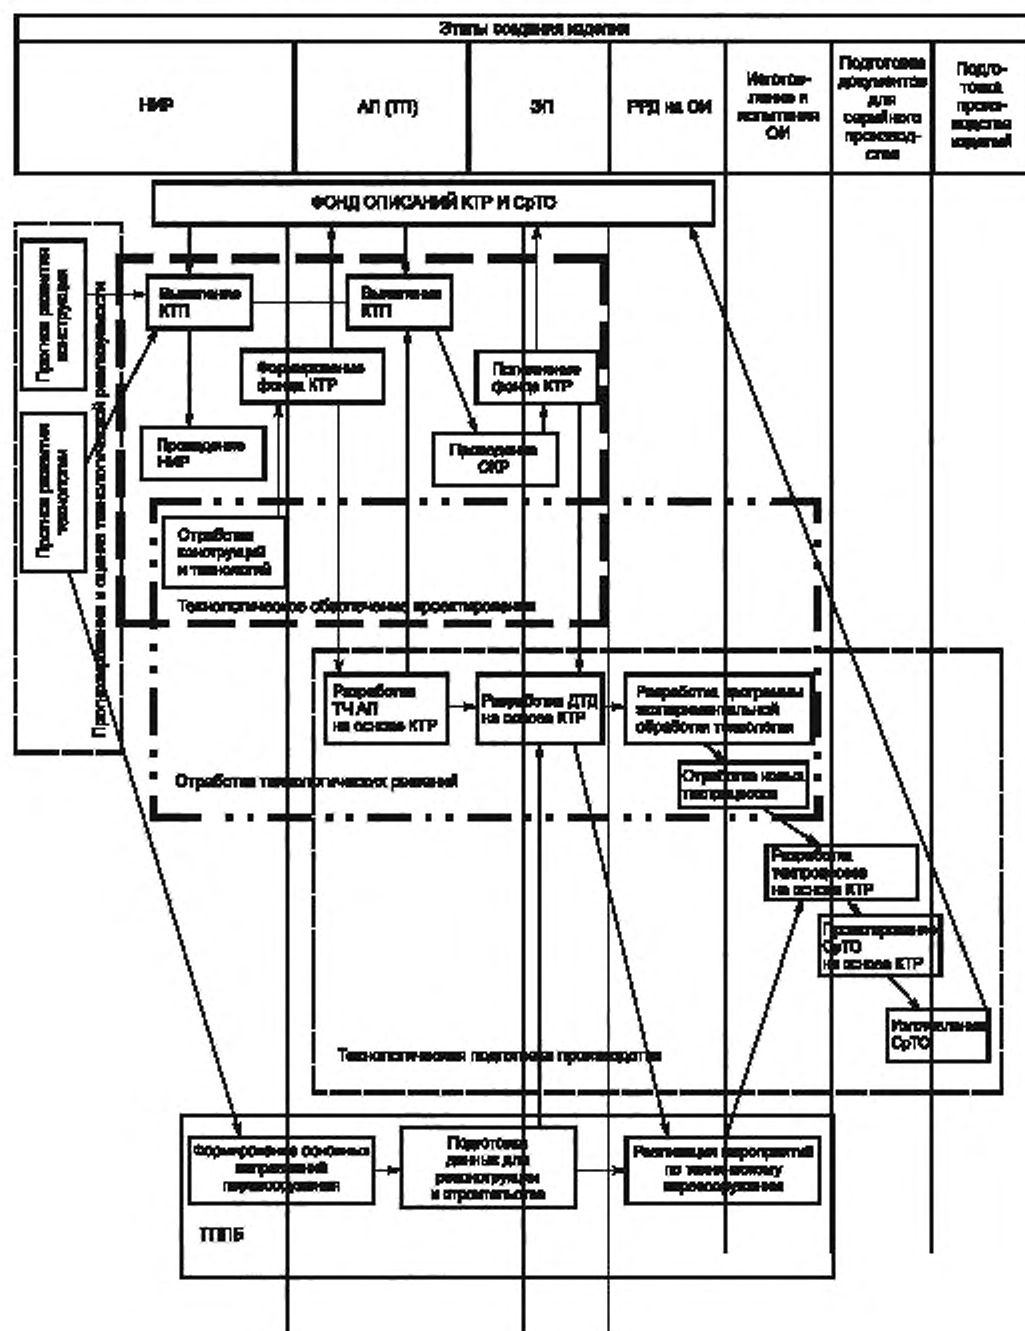 Этапы создания изделия
НИР
АП (ТП)
ЭП
РРД на ОИ
Изготов-
ление и
испытания
ОИ
Подготовка
документов
для
серийного
производ-
ства
Подго-
товка
произ-
водства
изделий
ФОНД ОПИСАНИЙ КТР И СрТО
Прогноз развития
конструкции
Прогноз развития
технологии
Прогнозирование и оценка технологической реализуемости
Выявление
КТП
Выявление
КТП
Формирование
фонда КТР
Пополнение
фонда КТР
Проведение
НИР
Проведение
ОКР
Отработка
конструкций
и технологий
Технологическое обеспечение проектирования
Разработка
ТЧ АП
на основе КТР
Разработка ДТД
на основе КТР
Разработка программы
экспериментальной
обработки технологии
Отработка технологических решений
Отработка новых
техпроцессов
Разработка
техпроцессов
на основе КТР
Проектирование
СрТО
на основе КТР
Изготовление
СрТО
Технологическая подготовка производства
Формирование основных
направлений
перевооружения
Подготовка
данных для
реконструкции
и строительства
Реализация мероприятий
по техническому
перевооружению
ТППБ